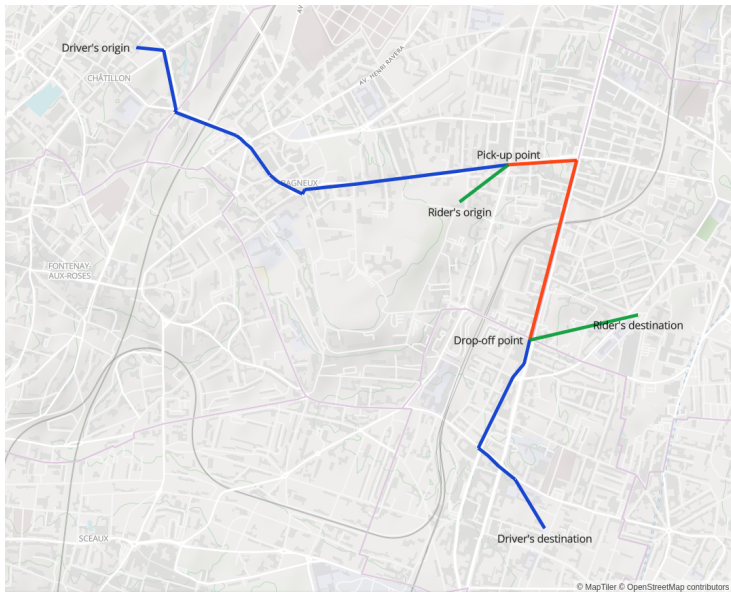 AV.
Driver's origin
AV. HENRI RAVERA
CHÂTILLON
Pick-up point
BAGNEUX
Rider's origin
FONTENAY-
AUX-ROSES
Rider's destination
Drop-off point
SCEAUX
Driver's destination
© MapTiler © OpenStreetMap contributors